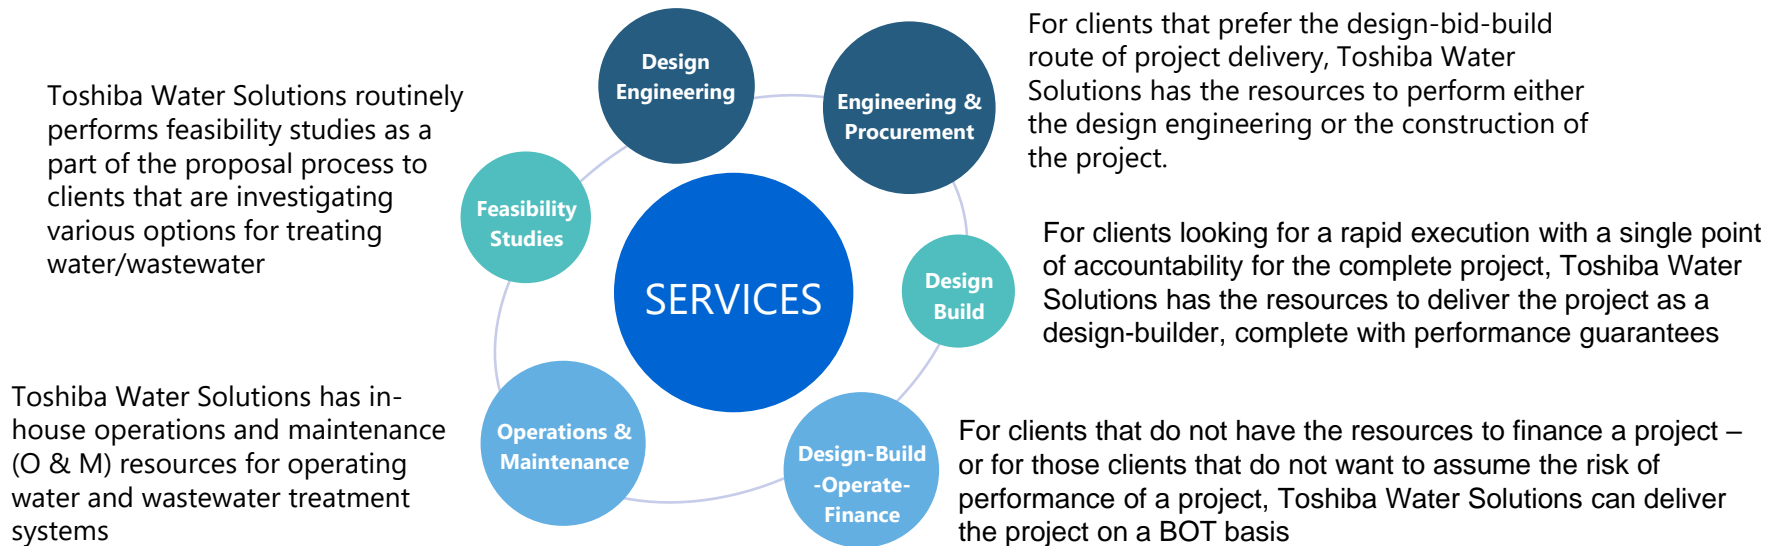 For clients that prefer the design-bid-build
route of project delivery, Toshiba Water
Solutions has the resources to perform either
the design engineering or the construction of
the project.
Design
Engineering
Engineering &
Procurement
Toshiba Water Solutions routinely
performs feasibility studies as a
part of the proposal process to
clients that are investigating
various options for treating
water/wastewater
Feasibility
Studies
SERVICES
Design
Build
For clients looking for a rapid execution with a single point
of accountability for the complete project, Toshiba Water
Solutions has the resources to deliver the project as a
design-builder, complete with performance guarantees
Toshiba Water Solutions has in-
house operations and maintenance
(O & M) resources for operating
water and wastewater treatment
systems
Operations &
Maintenance
Design-Build
-Operate-
Finance
For clients that do not have the resources to finance a project –
or for those clients that do not want to assume the risk of
performance of a project, Toshiba Water Solutions can deliver
the project on a BOT basis